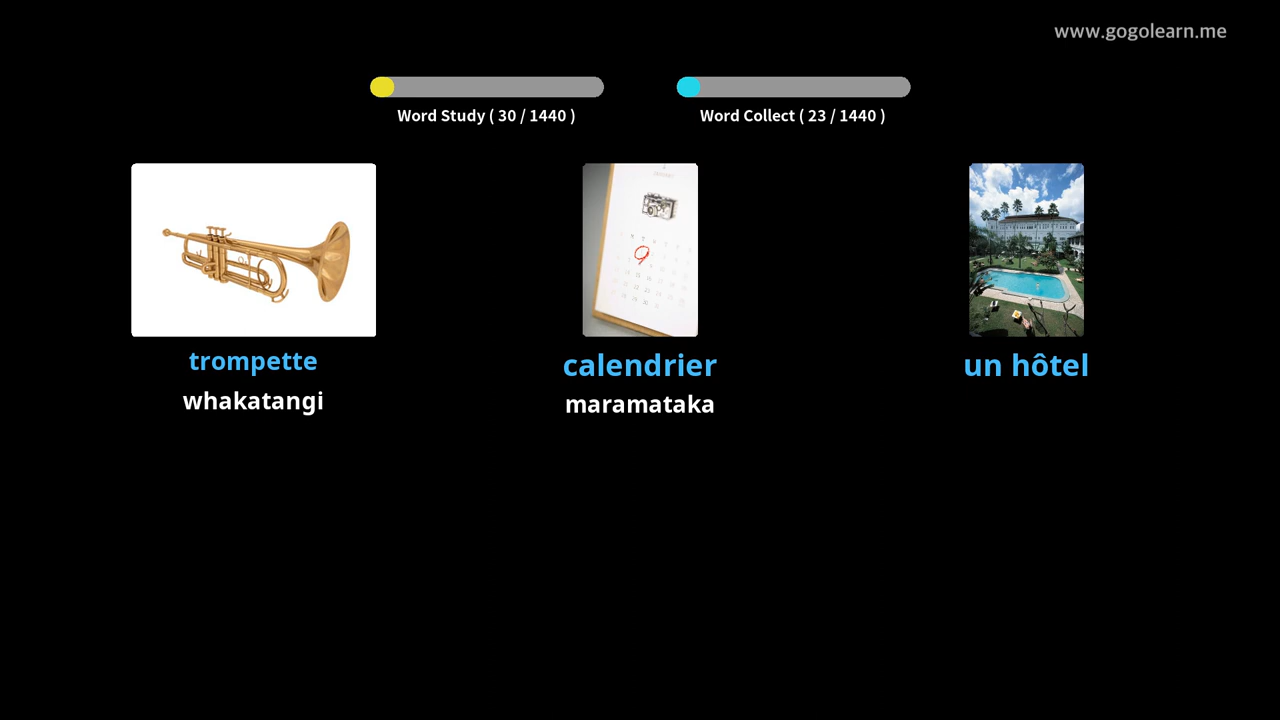 www.gogolearn.me
Word Study ( 30 / 1440 )
Word Collect ( 23 / 1440 )
trompette
calendrier
un hôtel
whakatangi
maramataka